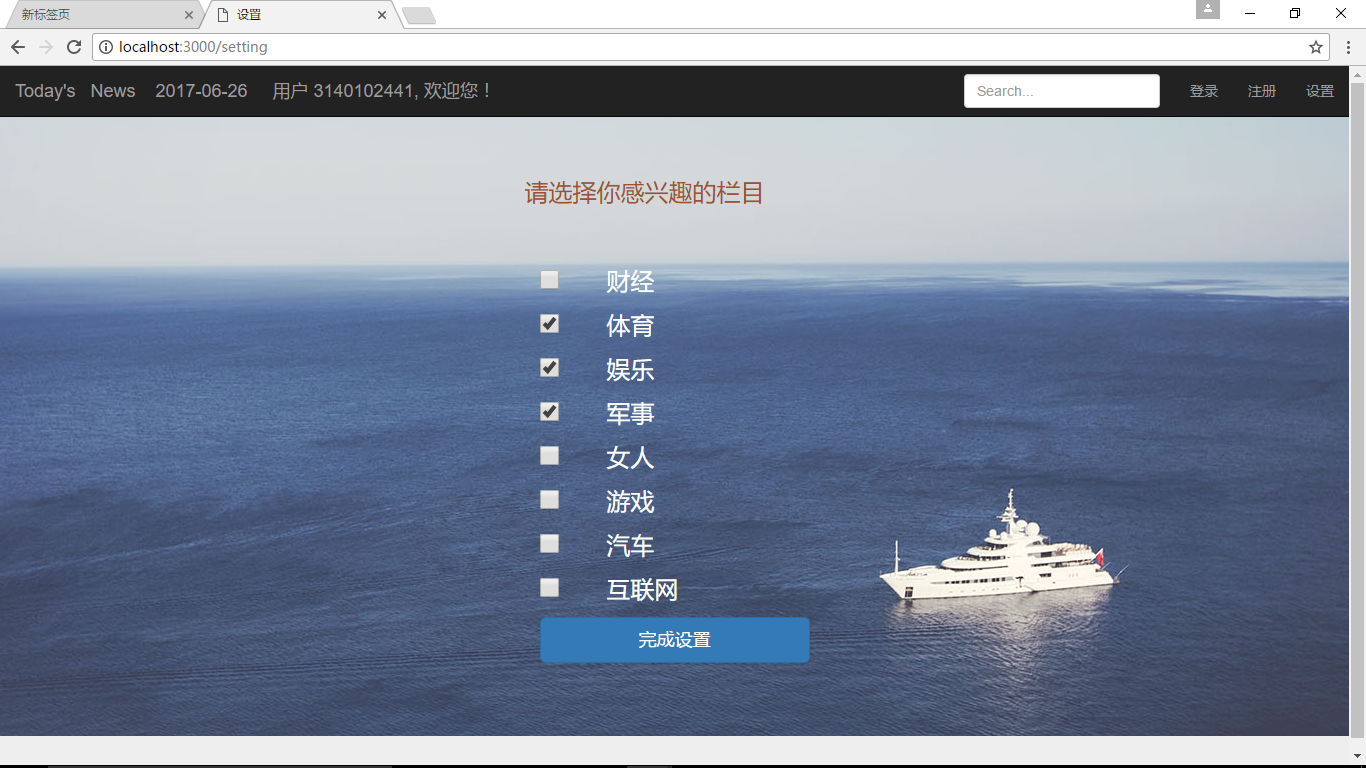 新标签页
设置
localhost:3000/setting
Today's News 2017-06-26 用户 3140102441, 欢迎您！ Search... 登录 注册 设置
请选择你感兴趣的栏目
财经
体育
娱乐
军事
女人
游戏
汽车
互联网
完成设置